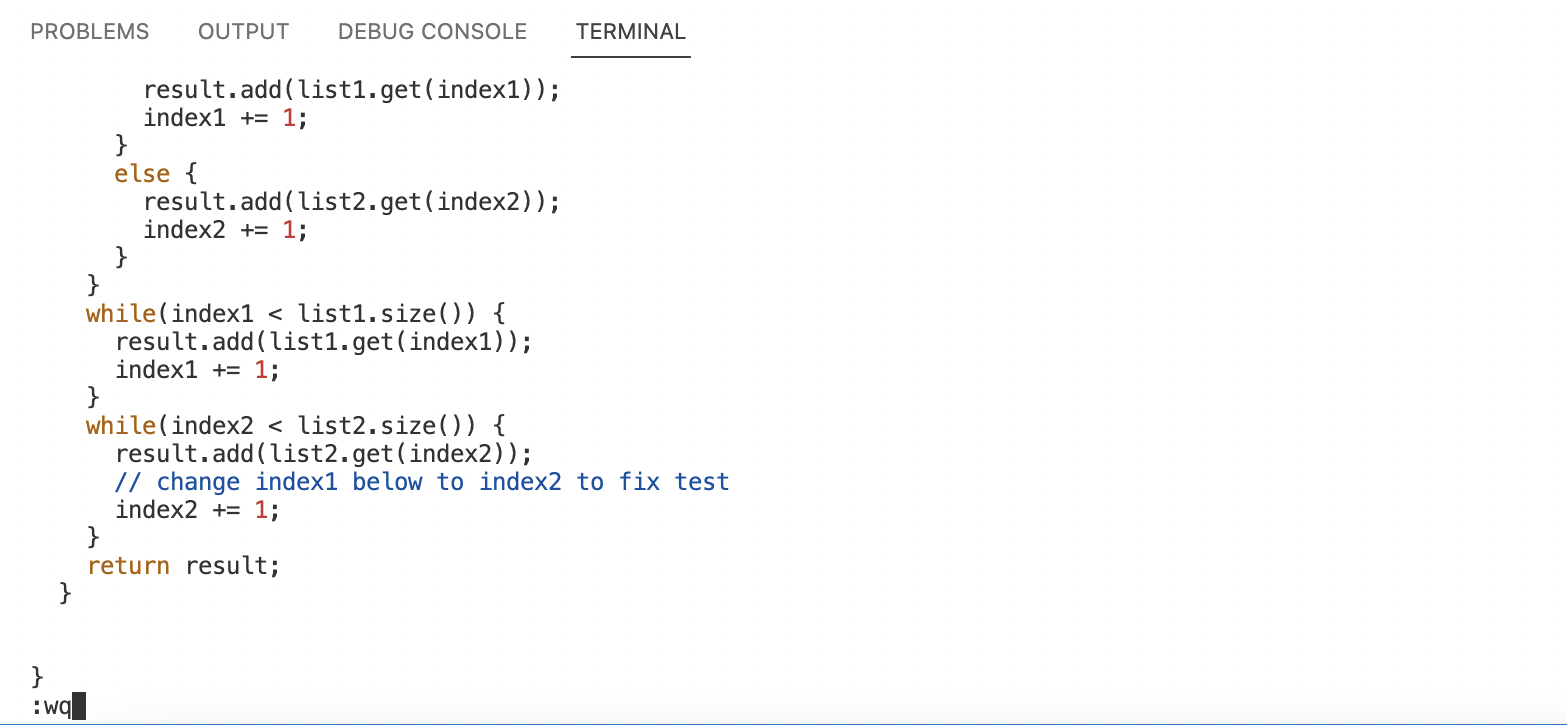 PROBLEMS OUTPUT DEBUG CONSOLE TERMINAL
        result.add(list1.get(index1));
        index1 += 1;
      }
      else {
        result.add(list2.get(index2));
        index2 += 1;
      }
    }
    while(index1 < list1.size()) {
      result.add(list1.get(index1));
      index1 += 1;
    }
    while(index2 < list2.size()) {
      result.add(list2.get(index2));
      // change index1 below to index2 to fix test
      index2 += 1;
    }
    return result;
  }
}
:wq